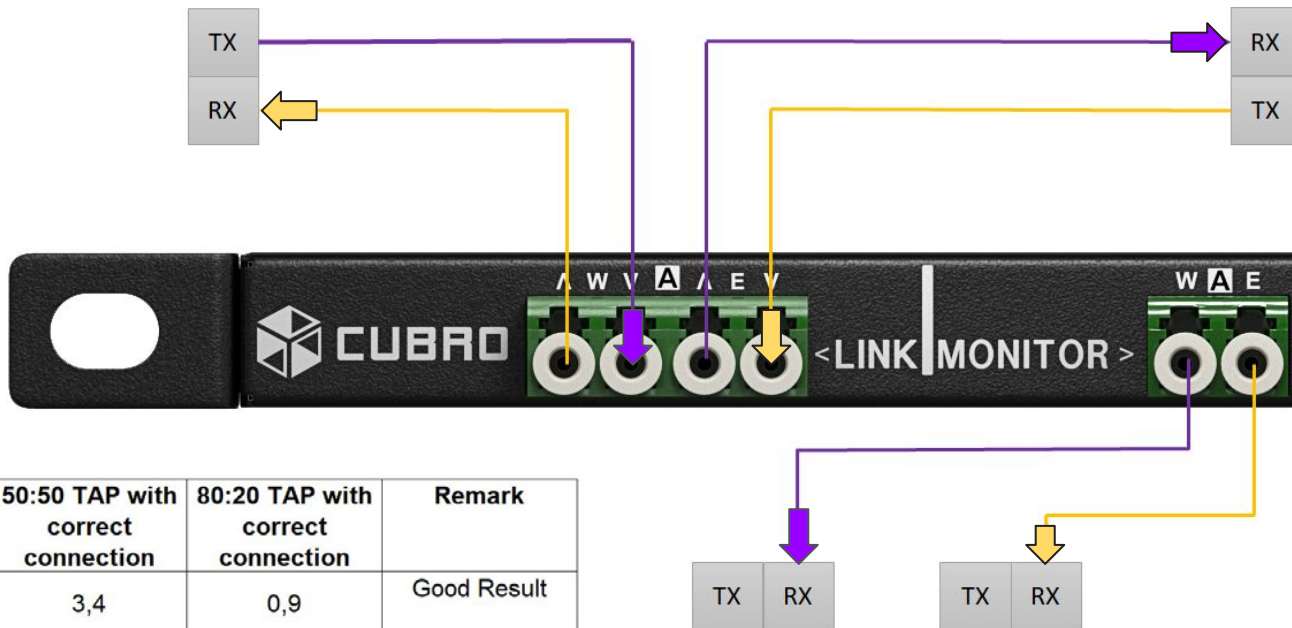 TX
RX
RX
TX
Λ W V A Λ E V
W A E
CUBRO
<LINK MONITOR >
50:50 TAP with correct connection
80:20 TAP with correct connection
Remark
3,4
0,9
Good Result
TX RX
TX RX